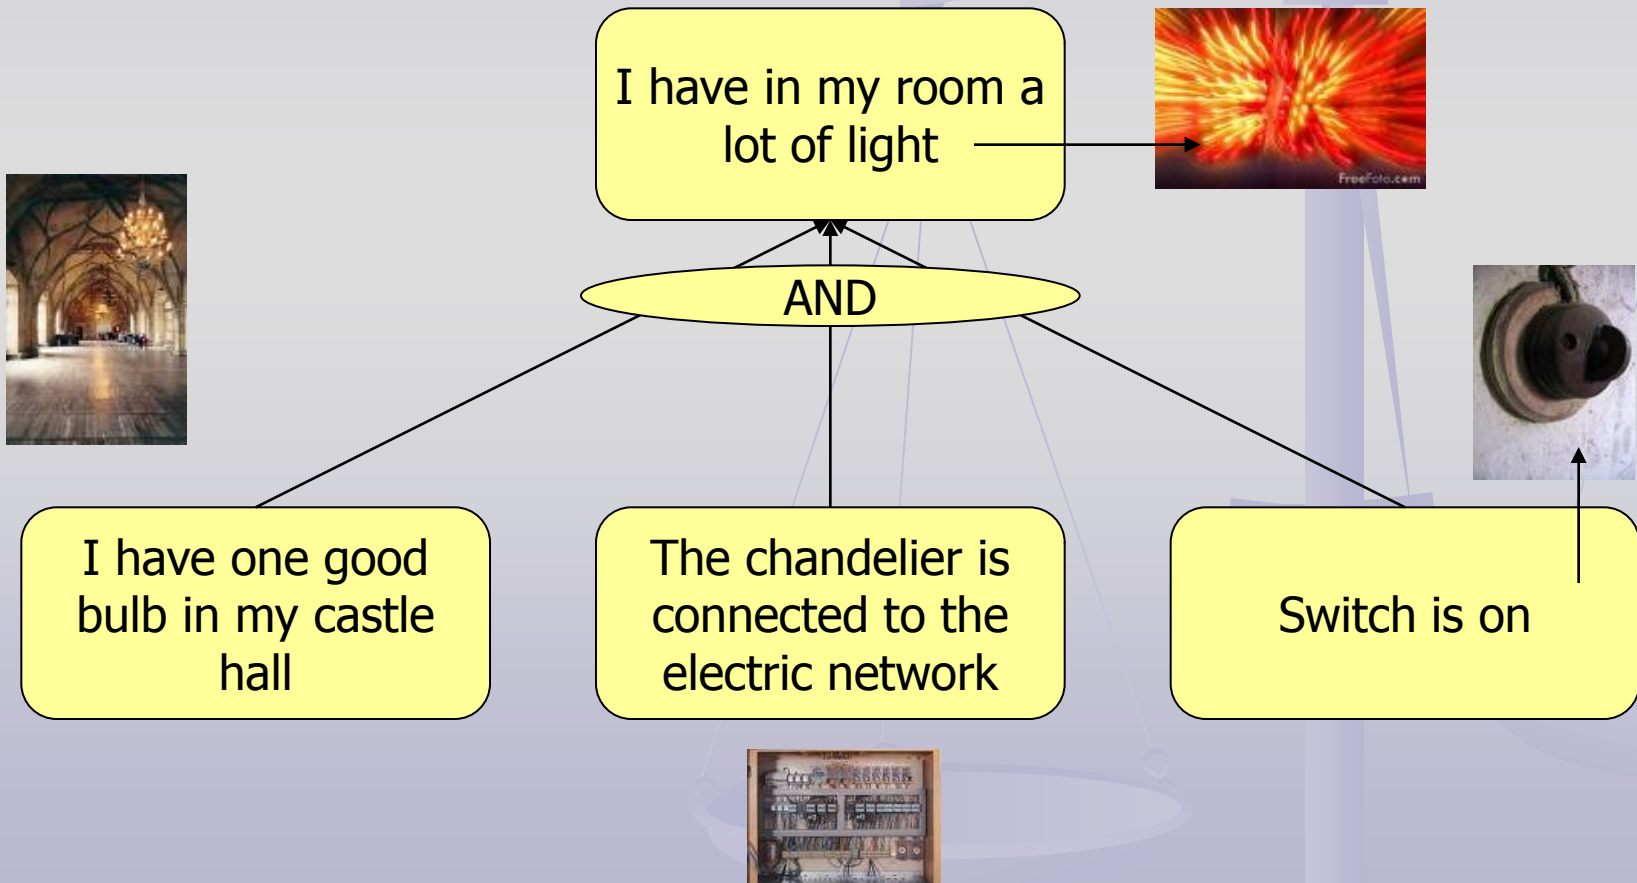 I have in my room a
lot of light
FreeFoto.com
AND
I have one good
bulb in my castle
hall
The chandelier is
connected to the
electric network
Switch is on